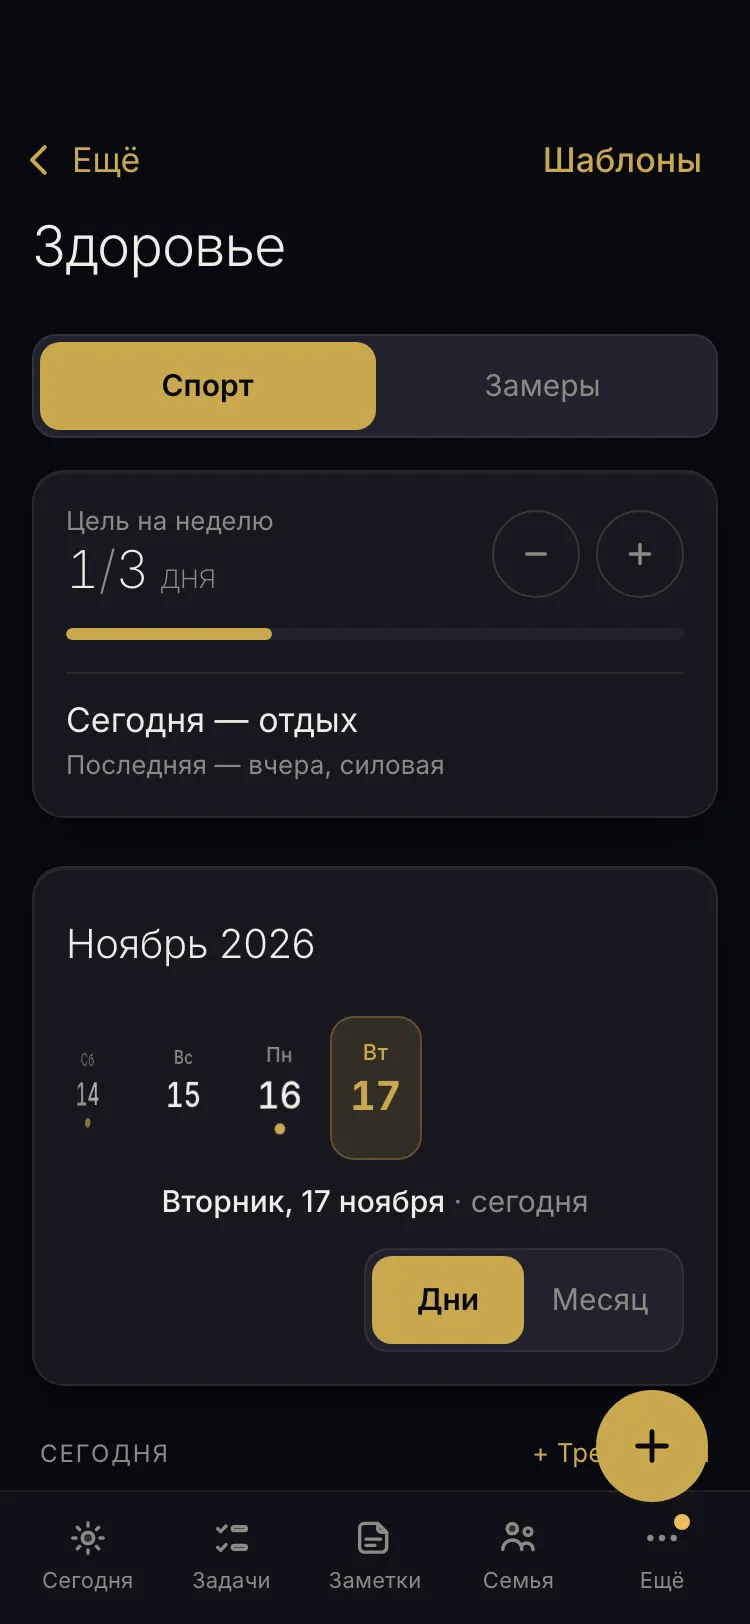 Ещё
Шаблоны
Здоровье
Спорт
Замеры
Цель на неделю
1/3 дня
Сегодня — отдых
Последняя — вчера, силовая
Ноябрь 2026
Сб
Вс
Пн
Вт
14
15
16
17
Вторник, 17 ноября · сегодня
Дни
Месяц
СЕГОДНЯ
+
Сегодня
Задачи
Заметки
Семья
Ещё